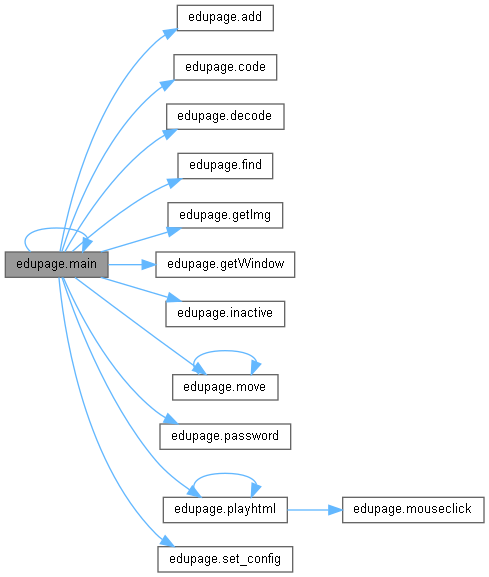 edupage.add
edupage.code
edupage.decode
edupage.find
edupage.getImg
edupage.main
edupage.getWindow
edupage.inactive
edupage.move
edupage.password
edupage.playhtml
edupage.mouseclick
edupage.set_config